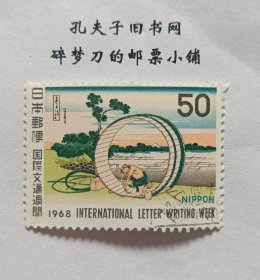 孔夫子旧书网
碎梦刀的邮票小铺
50
日本郵便
国際文通週間
NIPPON
1968 INTERNATIONAL LETTER WRITING WEEK